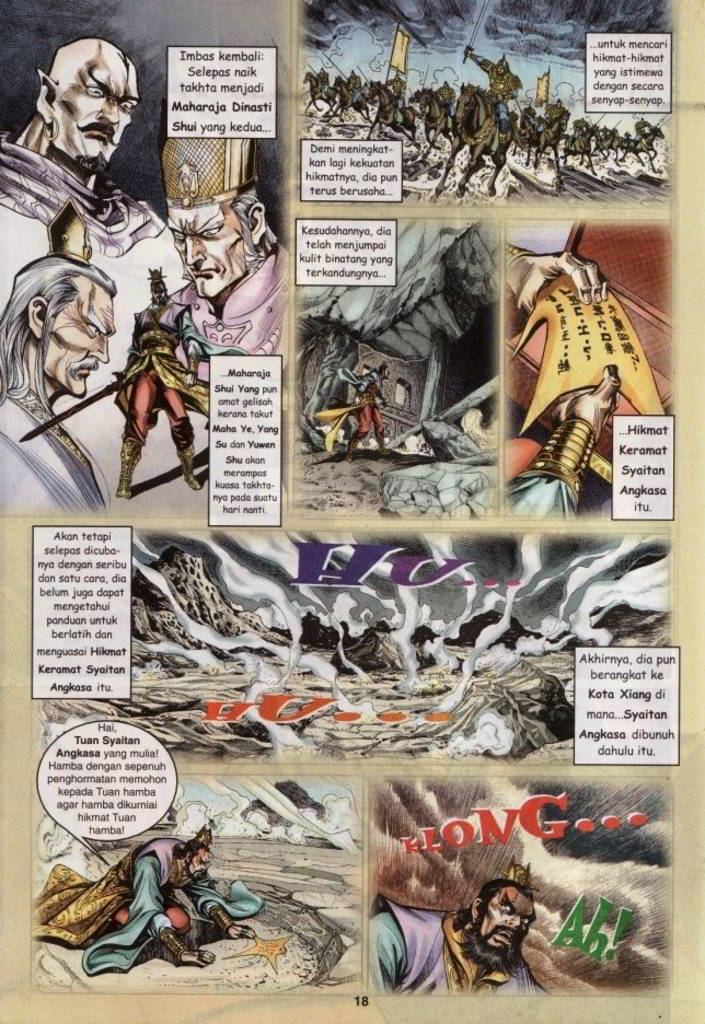 Imbas kembali:
Selepas naik
takhta menjadi
Maharaja Dinasti
Shui yang kedua...
...Maharaja
Shui Yang pun
amat gelisah
kerana takut
Maha Ye, Yang
Su dan Yuwen
Shu akan
merampas
kuasa takhta-
nya pada suatu
hari nanti.
Demi meningkat-
kan lagi kekuatan
hikmatnya, dia pun
terus berusaha...
...untuk mencari
hikmat-hikmat
yang istimewa
dengan secara
senyap-senyap.
Kesudahannya, dia
telah menjumpai
kulit binatang yang
terkandungnya...
...Hikmat
Keramat
Syaitan
Angkasa
itu.
Akan tetapi
selepas dicuba-
nya dengan seribu
dan satu cara, dia
belum juga dapat
mengetahui
panduan untuk
berlatih dan
menguasai Hikmat
Keramat Syaitan
Angkasa itu.
HU...
HU...
Akhirnya, dia pun
berangkat ke
Kota Xiang di
mana...Syaitan
Angkasa dibunuh
dahulu itu.
Hai,
Tuan Syaitan
Angkasa yang mulia!
Hamba dengan sepenuh
penghormatan memohon
kepada Tuan hamba
agar hamba dikurniai
hikmat Tuan
hamba!
KLONG...
Ah!
18